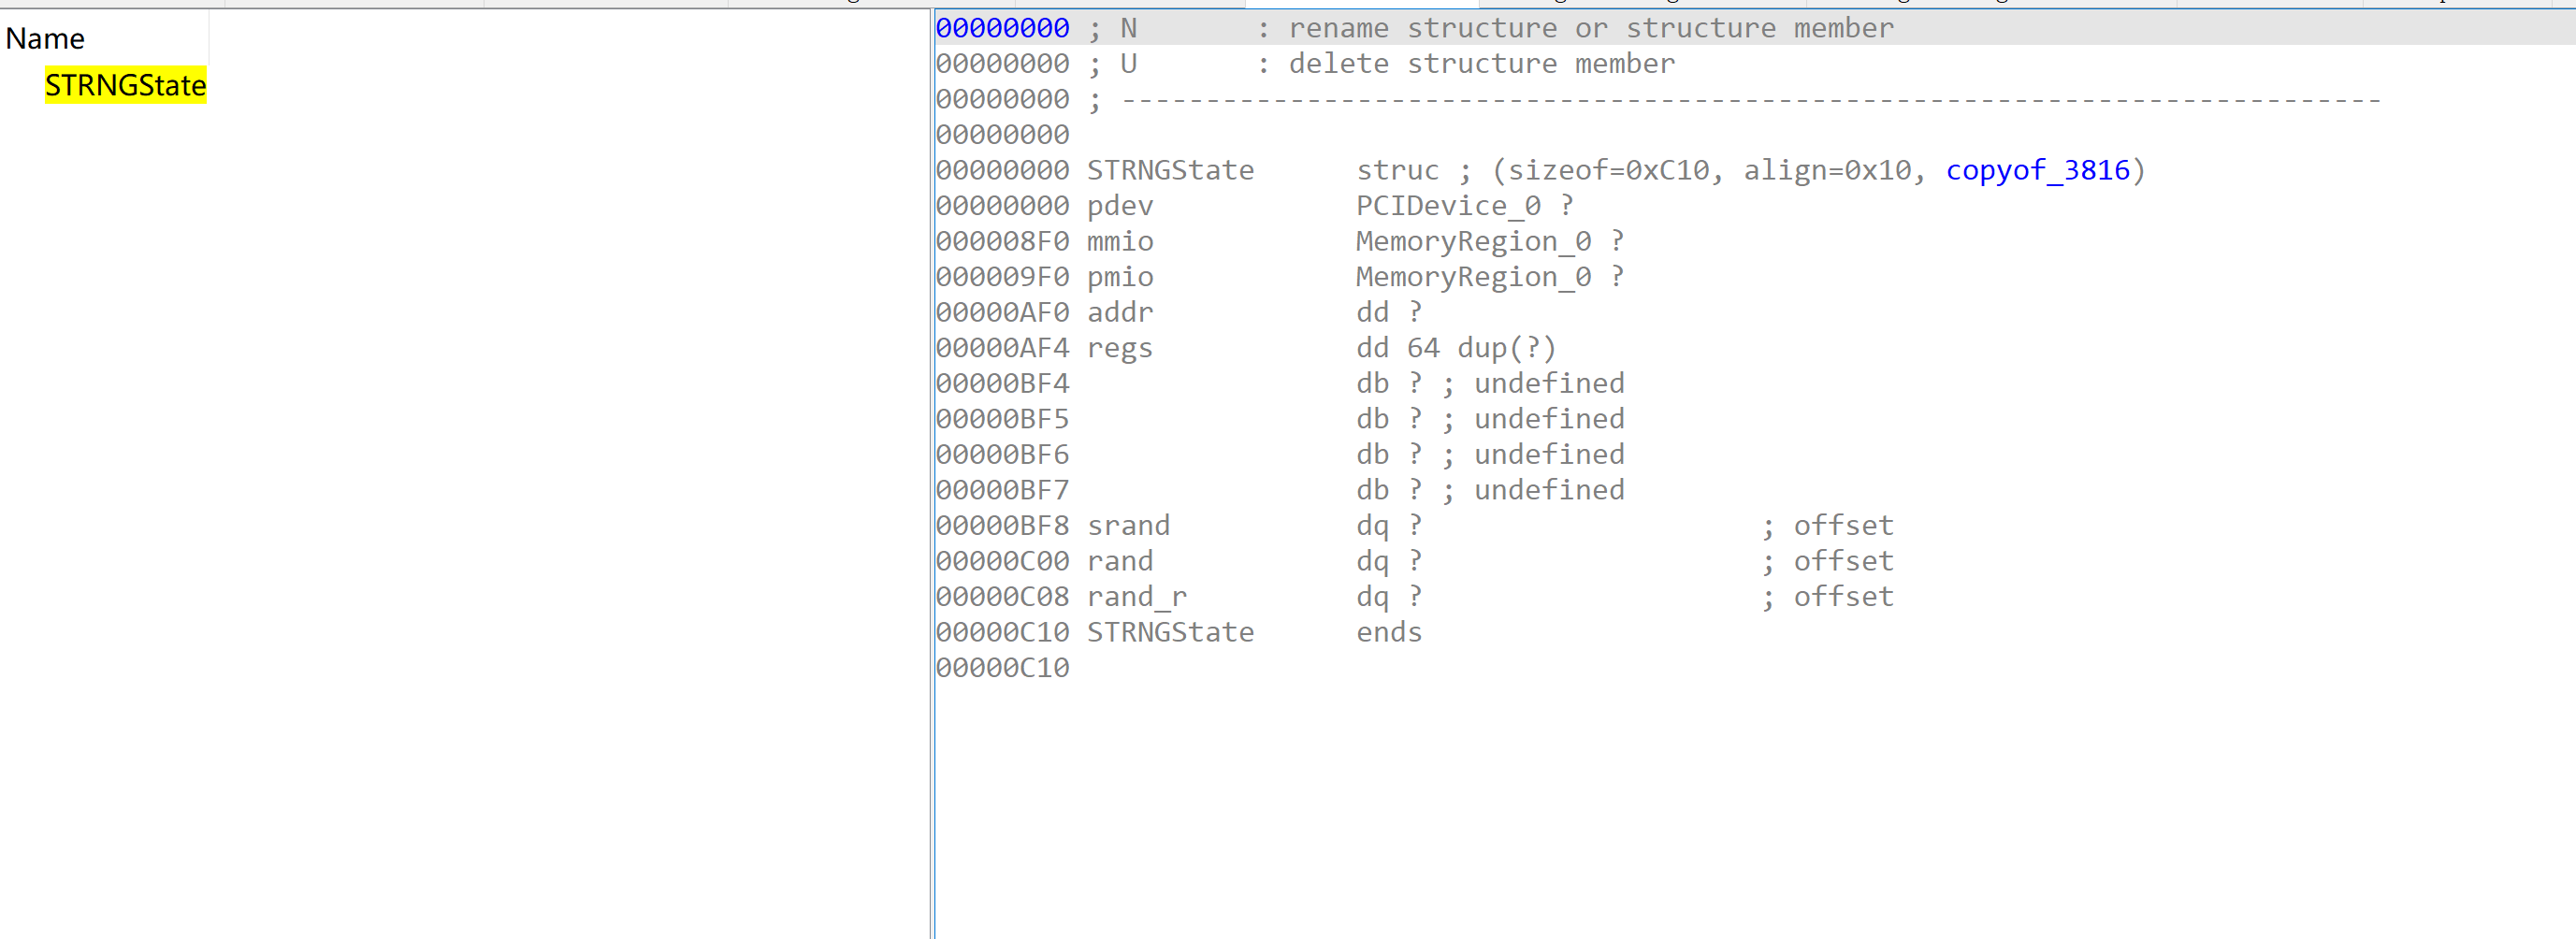 Name
STRNGState
00000000 ; N       : rename structure or structure member
00000000 ; U       : delete structure member
00000000 ; ---------------------------------------------------------------------------
00000000
00000000 STRNGState      struc ; (sizeof=0xC10, align=0x10, copyof_3816)
00000000 pdev            PCIDevice_0 ?
000008F0 mmio            MemoryRegion_0 ?
000009F0 pmio            MemoryRegion_0 ?
00000AF0 addr            dd ?
00000AF4 regs            dd 64 dup(?)
00000BF4                 db ? ; undefined
00000BF5                 db ? ; undefined
00000BF6                 db ? ; undefined
00000BF7                 db ? ; undefined
00000BF8 srand           dq ?                    ; offset
00000C00 rand            dq ?                    ; offset
00000C08 rand_r          dq ?                    ; offset
00000C10 STRNGState      ends
00000C10